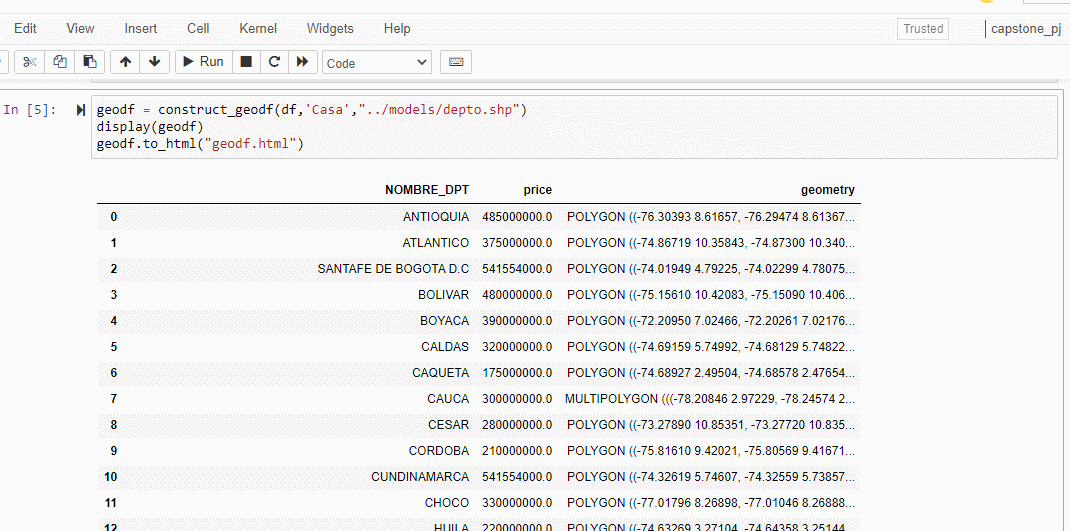 Edit View Insert Cell Kernel Widgets Help Trusted capstone_pj
Run Code
In [5]: geodf = construct_geodf(df,'Casa',"../models/depto.shp")
display(geodf)
geodf.to_html("geodf.html")
NOMBRE_DPT price geometry
0 ANTIOQUIA 485000000.0 POLYGON ((-76.30393 8.61657, -76.29474 8.61367...
1 ATLANTICO 375000000.0 POLYGON ((-74.86719 10.35843, -74.87300 10.340...
2 SANTAFE DE BOGOTA D.C 541554000.0 POLYGON ((-74.01949 4.79225, -74.02299 4.78075...
3 BOLIVAR 480000000.0 POLYGON ((-75.15610 10.42083, -75.15090 10.406...
4 BOYACA 390000000.0 POLYGON ((-72.20950 7.02466, -72.20261 7.02176...
5 CALDAS 320000000.0 POLYGON ((-74.69159 5.74992, -74.68129 5.74822...
6 CAQUETA 175000000.0 POLYGON ((-74.68927 2.49504, -74.68578 2.47654...
7 CAUCA 300000000.0 MULTIPOLYGON (((-78.20846 2.97229, -78.24574 2...
8 CESAR 280000000.0 POLYGON ((-73.27890 10.85351, -73.27720 10.835...
9 CORDOBA 210000000.0 POLYGON ((-75.81610 9.42021, -75.80569 9.41671...
10 CUNDINAMARCA 541554000.0 POLYGON ((-74.32619 5.74607, -74.32559 5.73857...
11 CHOCO 330000000.0 POLYGON ((-77.01796 8.26898, -77.01046 8.26888...
12 HUILA 220000000.0 POLYGON ((-74.63269 3.27104, -74.64358 3.25144...